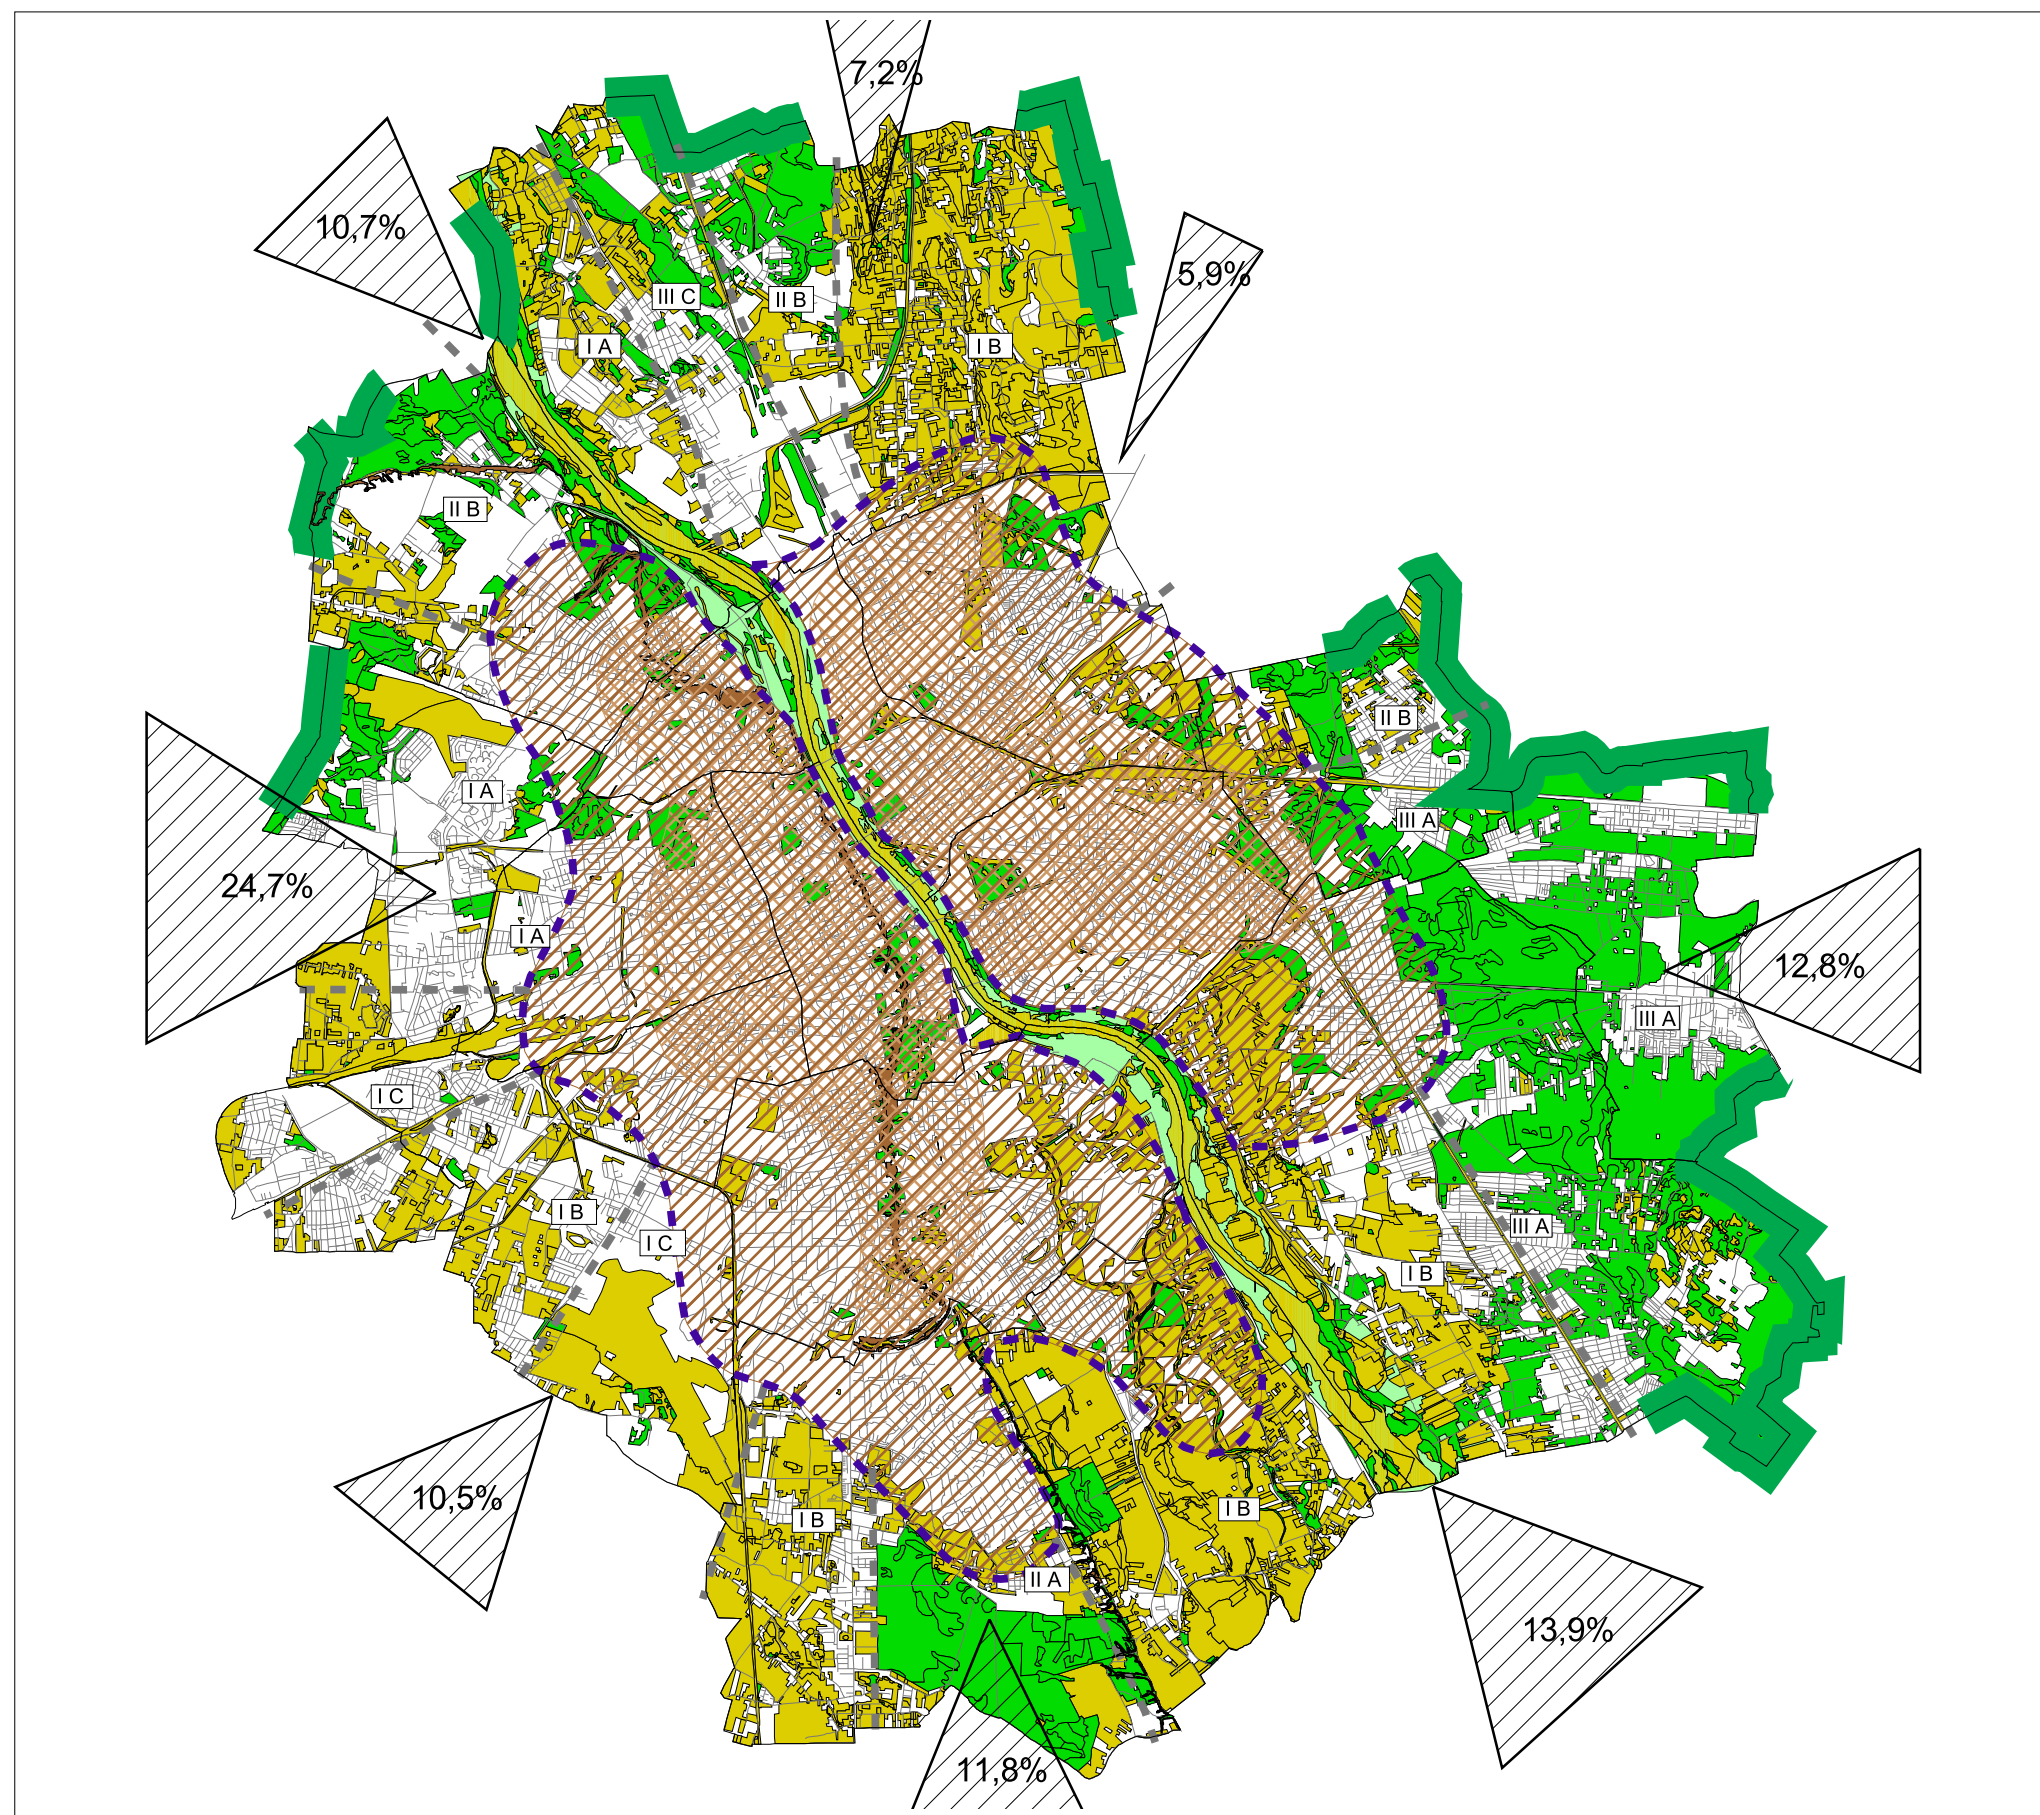 7,2%
10,7%
5,9%
III C
II B
I A
I B
II B
II B
I A
III A
24,7%
I A
12,8%
III A
I C
I B
III A
I C
I B
10,5%
I B
I B
II A
13,9%
11,8%